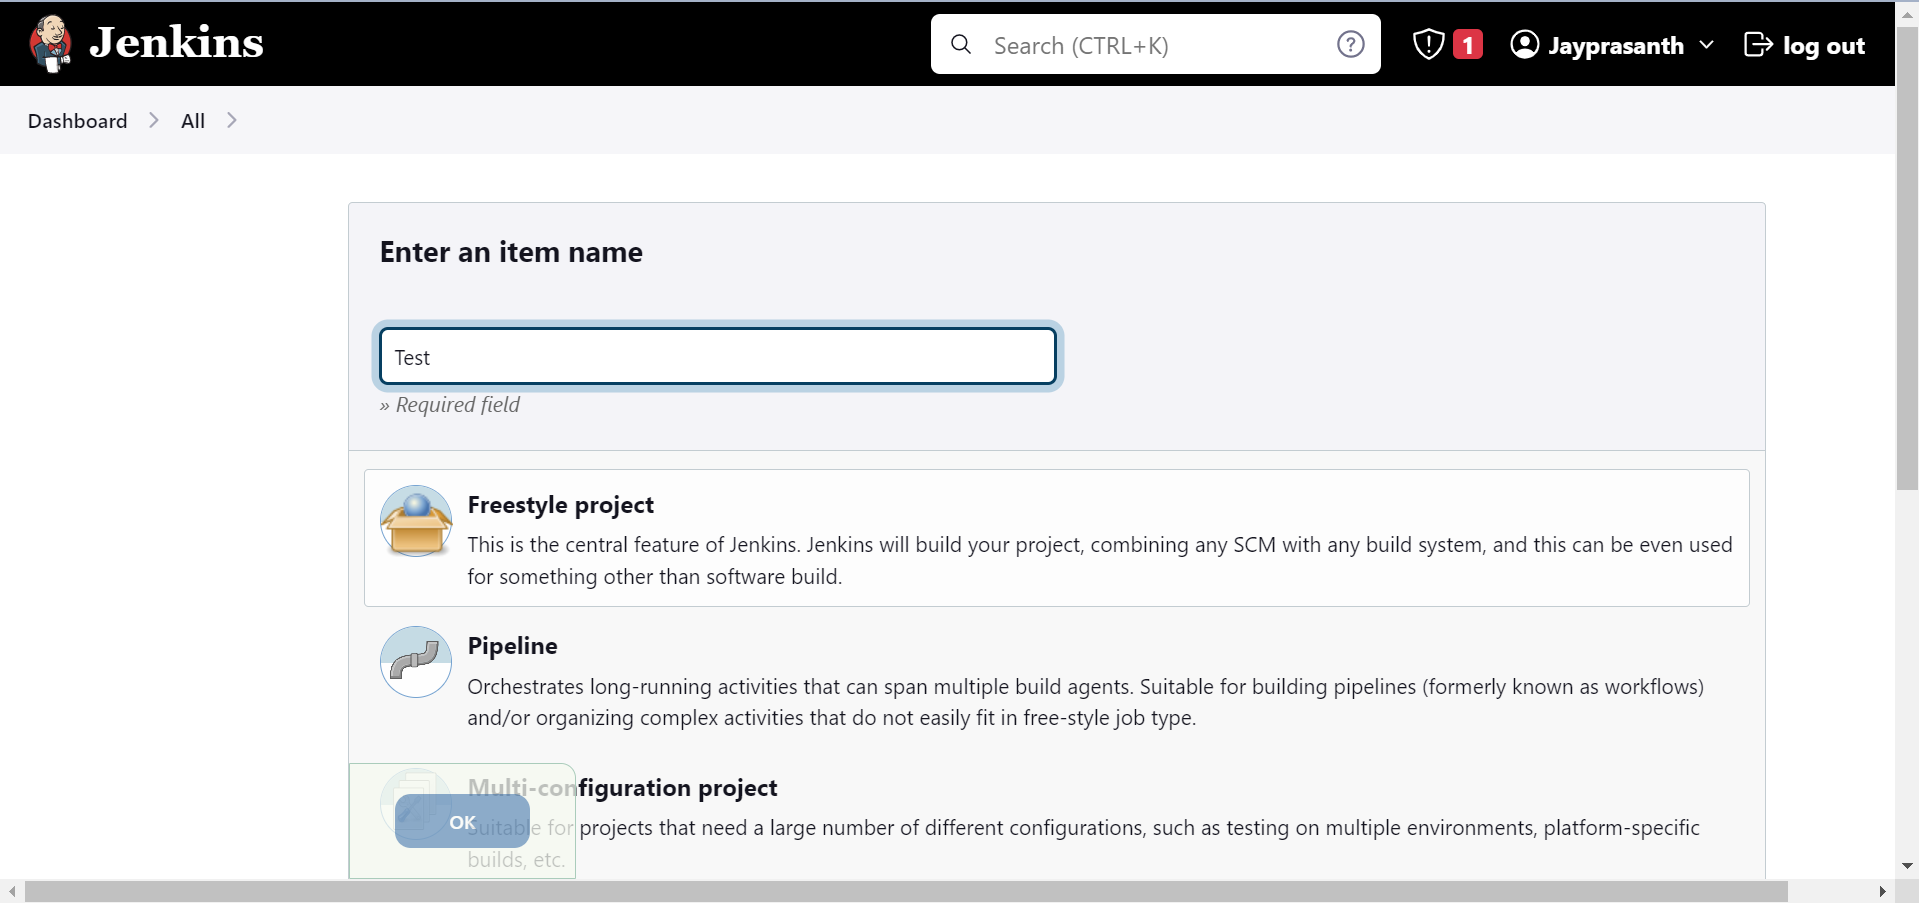 Jenkins
Search (CTRL+K)
1
Jayprasanth
log out
Dashboard
All
Enter an item name
Test
» Required field
Freestyle project
This is the central feature of Jenkins. Jenkins will build your project, combining any SCM with any build system, and this can be even used
for something other than software build.
Pipeline
Orchestrates long-running activities that can span multiple build agents. Suitable for building pipelines (formerly known as workflows)
and/or organizing complex activities that do not easily fit in free-style job type.
Multi-configuration project
Suitable for projects that need a large number of different configurations, such as testing on multiple environments, platform-specific
builds, etc.
OK